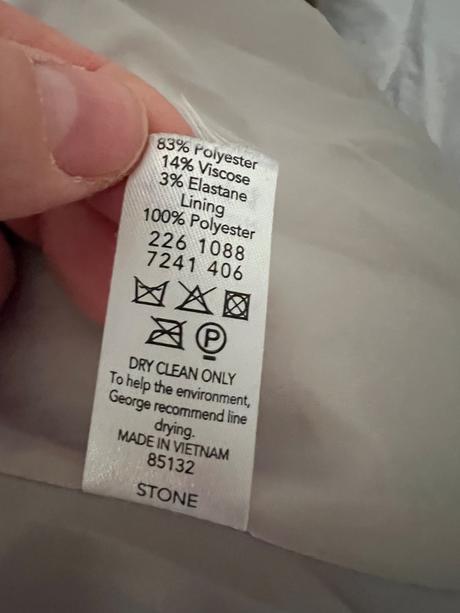 83% Polyester
14% Viscose
3% Elastane
Lining
100% Polyester
226 1088
7241 406
P
DRY CLEAN ONLY
To help the environment,
George recommend line
drying.
MADE IN VIETNAM
85132
STONE